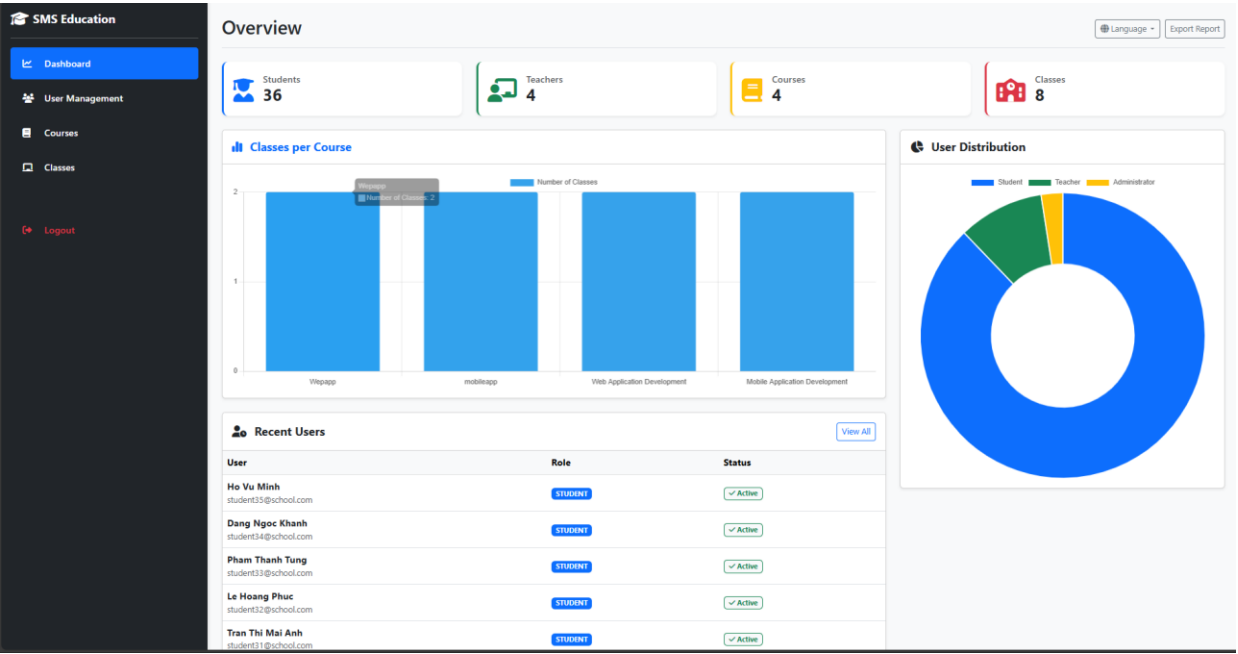 SMS Education
Dashboard
User Management
Courses
Classes
Logout
Overview
Language
Export Report
Students
36
Teachers
4
Courses
4
Classes
8
Classes per Course
Number of Classes
Wepapp
Number of Classes: 2
2
1
0
Wepapp
mobileapp
Web Application Development
Mobile Application Development
User Distribution
Student
Teacher
Administrator
Recent Users
View All
User Role Status
Ho Vu Minh
student35@school.com
STUDENT
Active
Dang Ngoc Khanh
student34@school.com
STUDENT
Active
Pham Thanh Tung
student33@school.com
STUDENT
Active
Le Hoang Phuc
student32@school.com
STUDENT
Active
Tran Thi Mai Anh
student31@school.com
STUDENT
Active